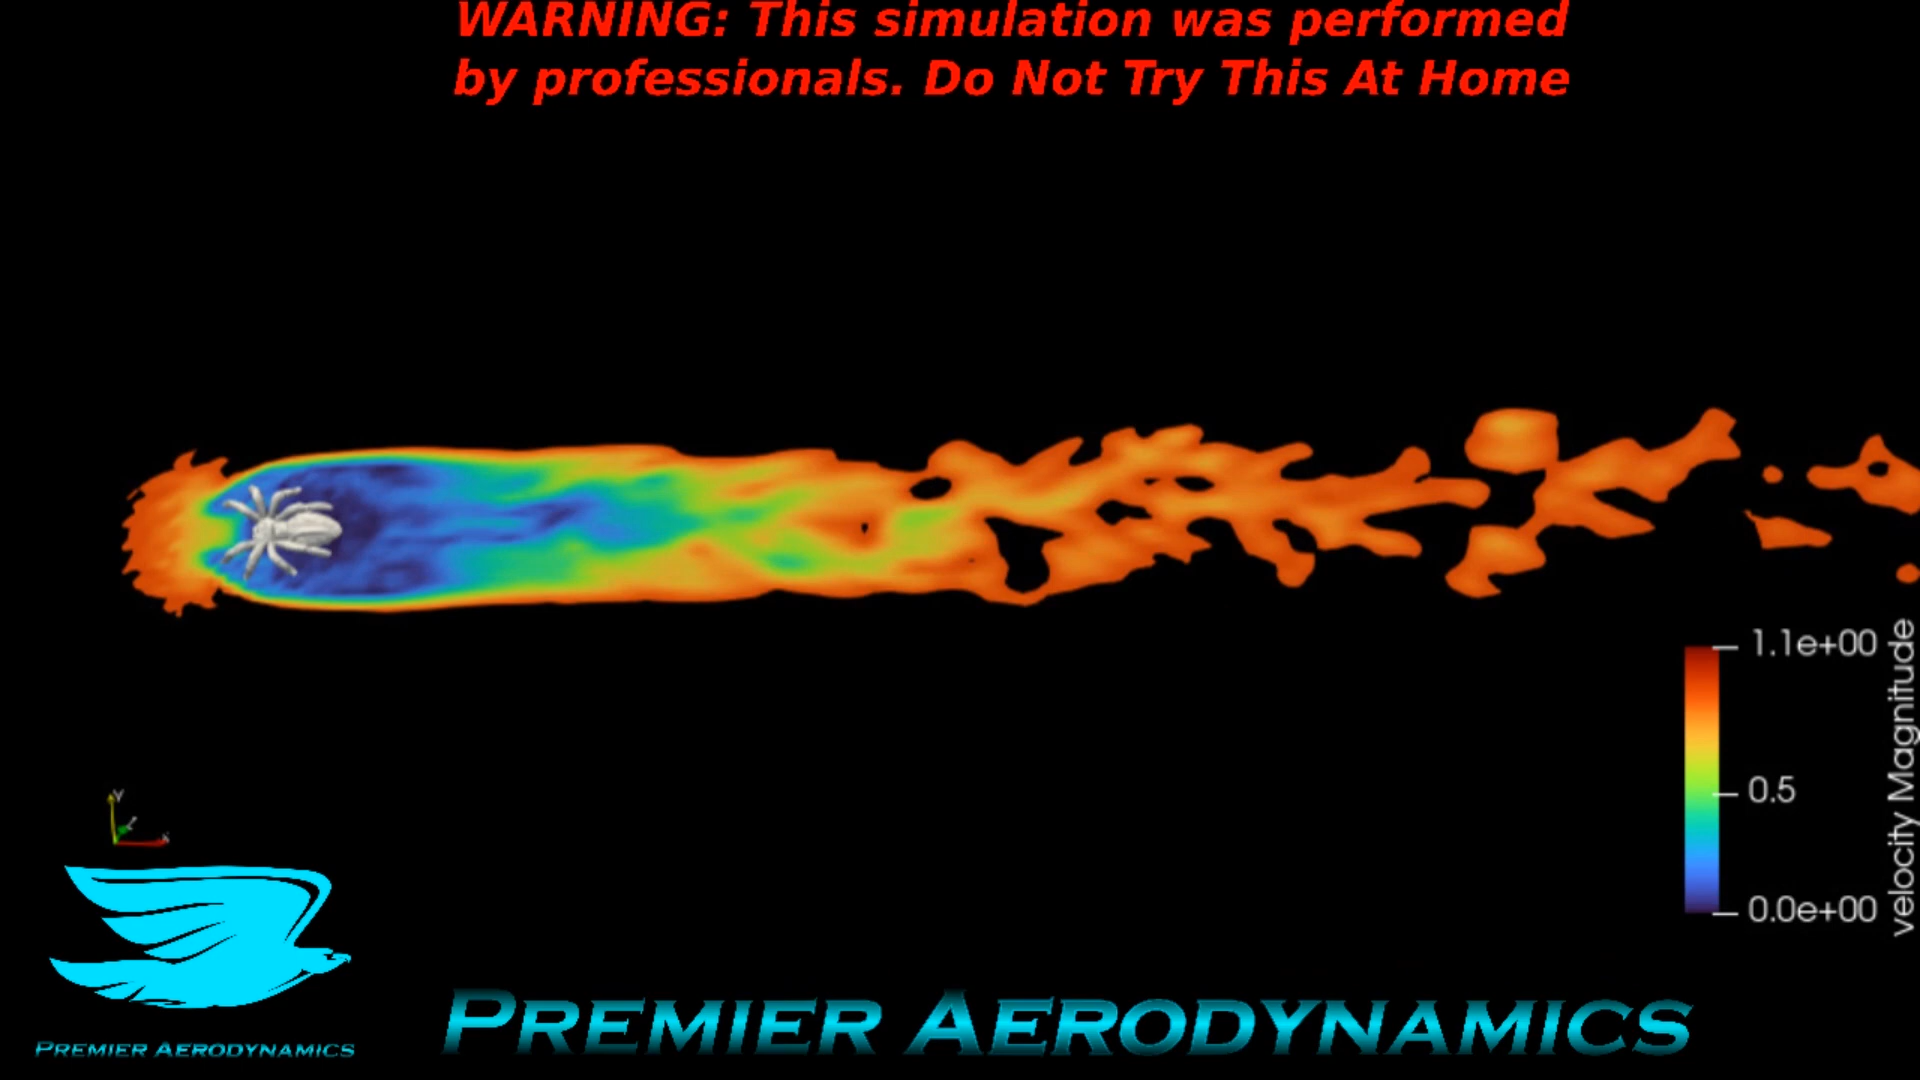 WARNING: This simulation was performed
by professionals. Do Not Try This At Home
1.1e+00
0.5
0.0e+00
velocity Magnitude
Y
PREMIER AERODYNAMICS
PREMIER AERODYNAMICS